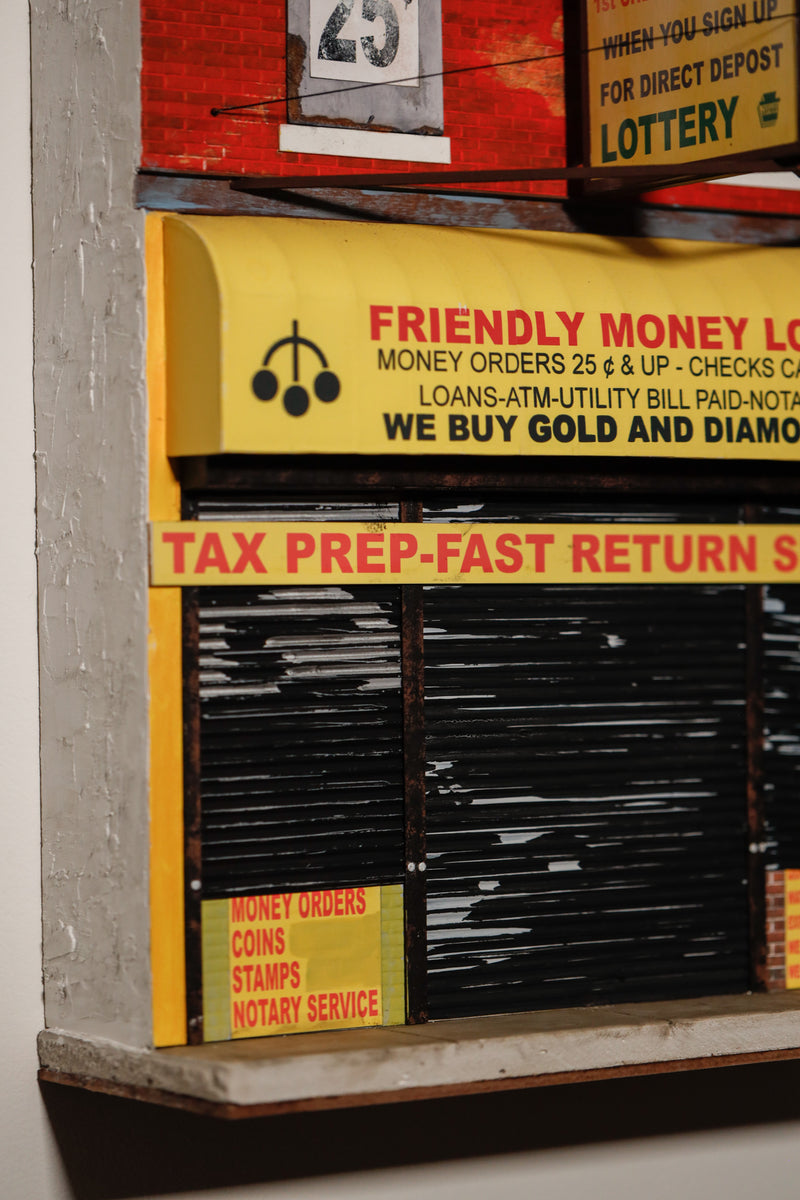 25
WHEN YOU SIGN UP
FOR DIRECT DEPOST
LOTTERY
FRIENDLY MONEY LO
MONEY ORDERS 25 ¢ & UP - CHECKS CA
LOANS-ATM-UTILITY BILL PAID-NOTA
WE BUY GOLD AND DIAMO
TAX PREP-FAST RETURN S
MONEY ORDERS
COINS
STAMPS
NOTARY SERVICE